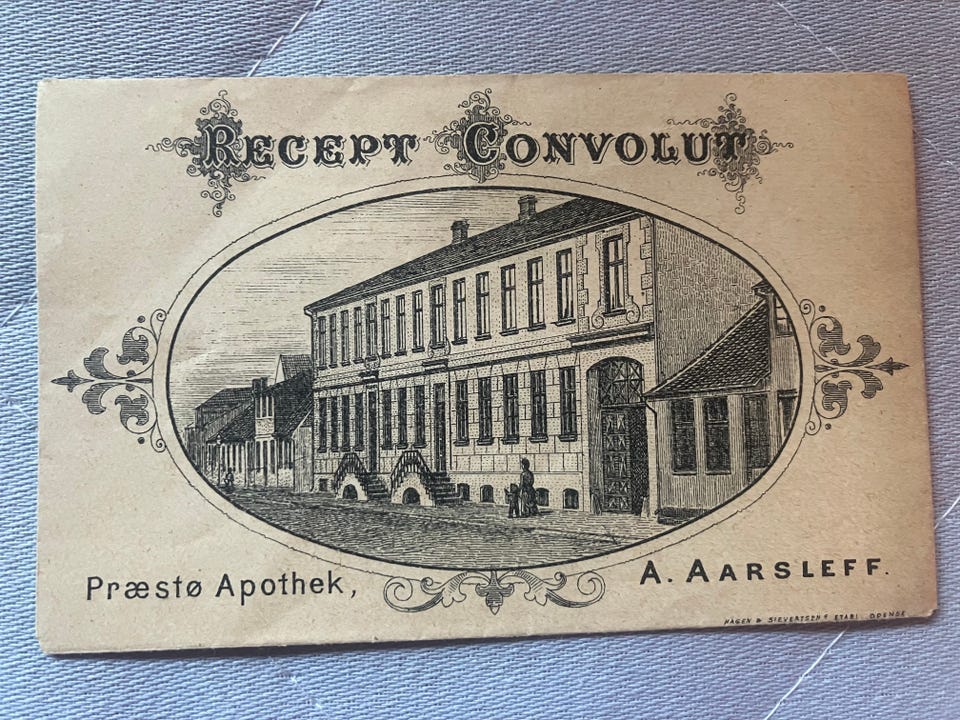 RECEPT CONVOLUT
Præstø Apothek, A. AARSLEFF.
HAGEN & SIEVERTSEN'S ETABL. ODENSE